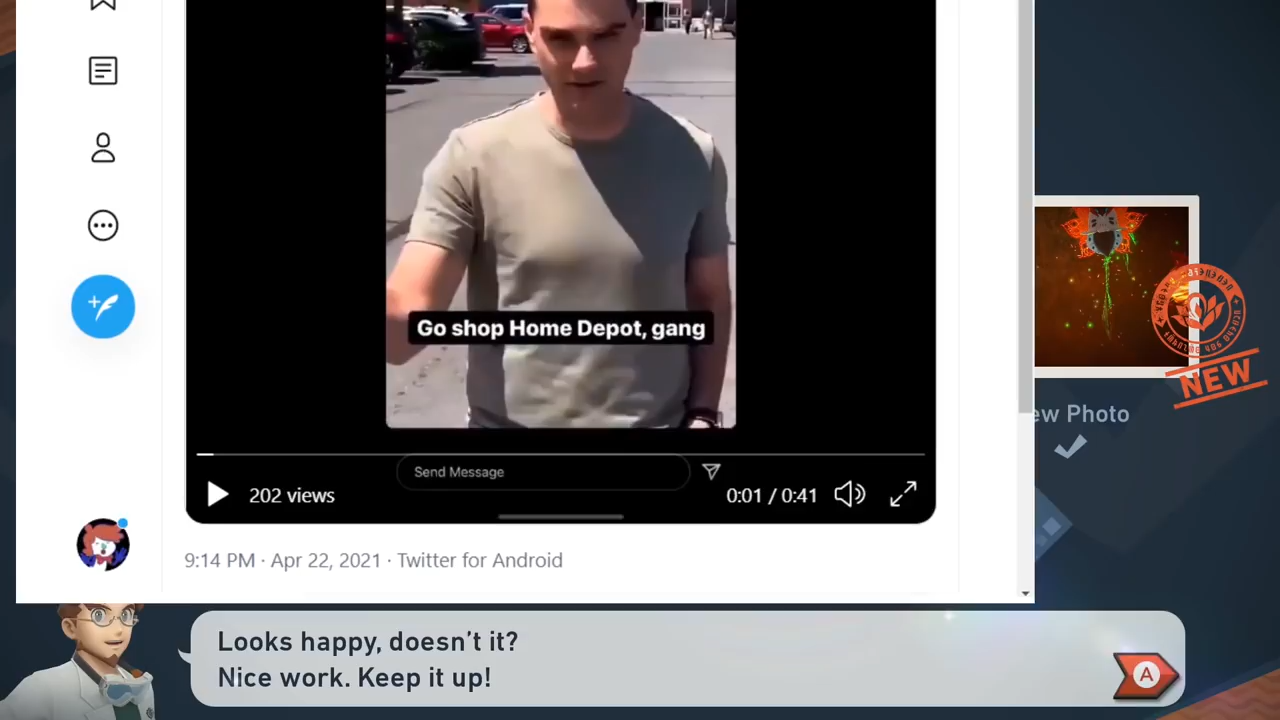 Go shop Home Depot, gang
Send Message
202 views
0:01 / 0:41
9:14 PM · Apr 22, 2021 · Twitter for Android
NEW
ew Photo
Looks happy, doesn't it?
Nice work. Keep it up!
A